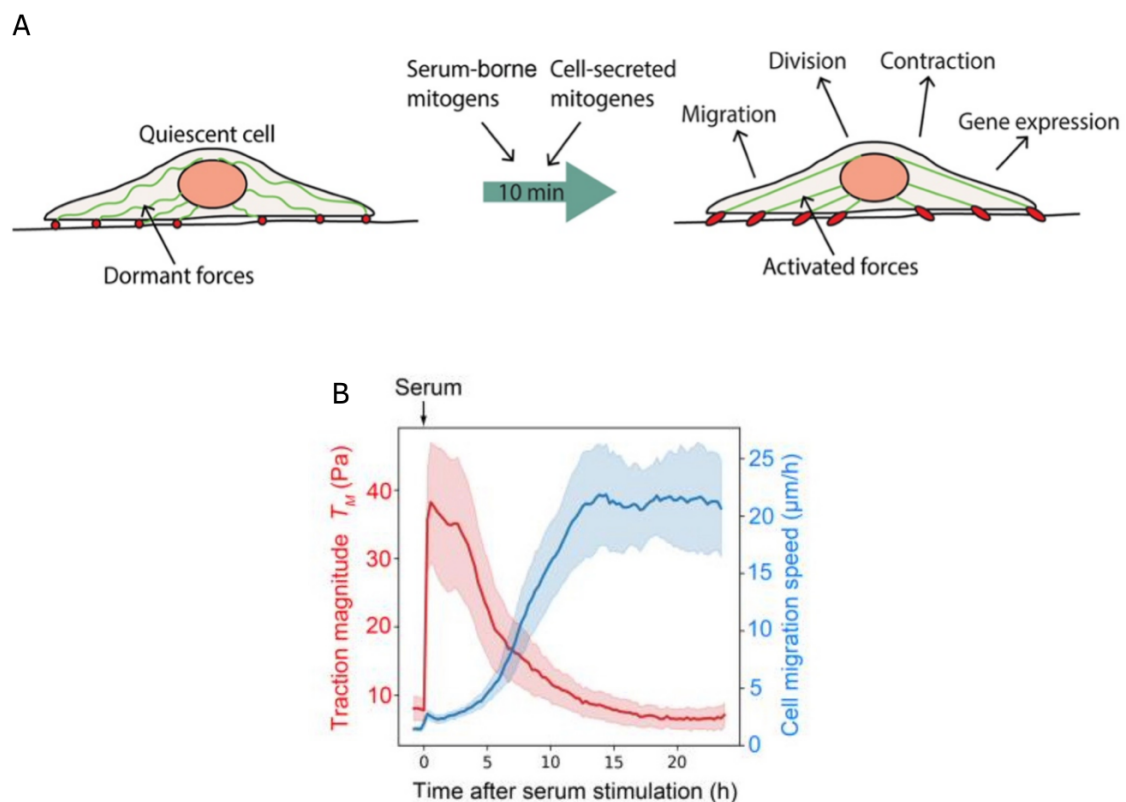 A
Serum-borne
mitogens
Cell-secreted
mitogenes
Division
Contraction
Migration
Gene expression
Quiescent cell
10 min
Dormant forces
Activated forces
B
Serum
Traction magnitude T_M (Pa)
40
30
20
10
25
20
15
10
5
0
Cell migration speed (μm/h)
0 5 10 15 20
Time after serum stimulation (h)